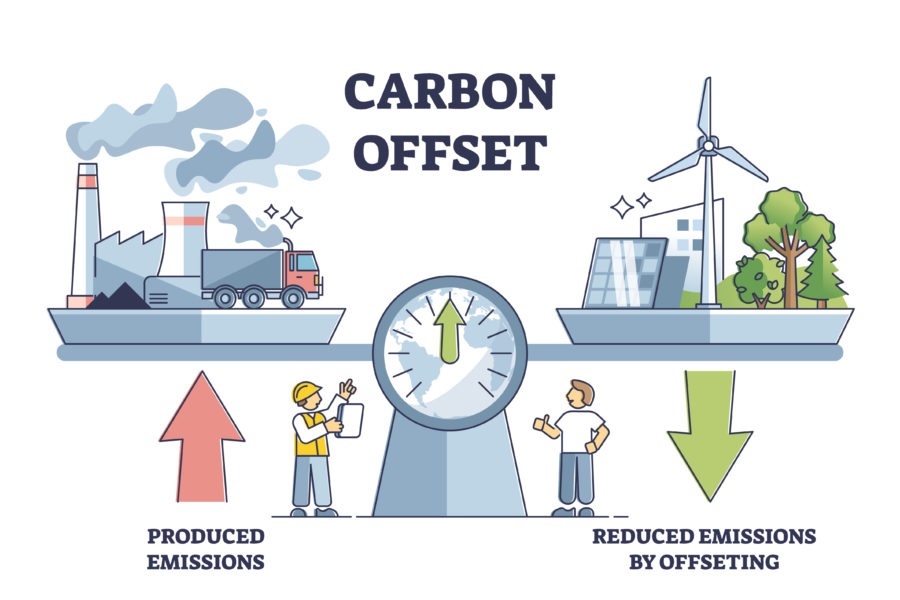 CARBON
OFFSET
PRODUCED
EMISSIONS
REDUCED EMISSIONS
BY OFFSETING